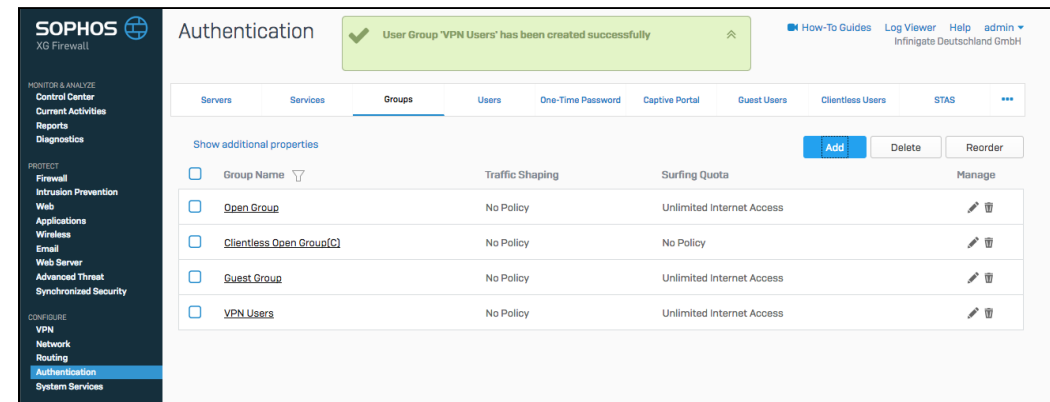 SOPHOS
XG Firewall
MONITOR & ANALYZE
Control Center
Current Activities
Reports
Diagnostics
PROTECT
Firewall
Intrusion Prevention
Web
Applications
Wireless
Email
Web Server
Advanced Threat
Synchronized Security
CONFIGURE
VPN
Network
Routing
Authentication
System Services
Authentication
User Group 'VPN Users' has been created successfully
How-To Guides Log Viewer Help admin
Infinigate Deutschland GmbH
Servers Services Groups Users One-Time Password Captive Portal Guest Users Clientless Users STAS
Show additional properties
Add Delete Reorder
Group Name Traffic Shaping Surfing Quota Manage
Open Group No Policy Unlimited Internet Access
Clientless Open Group(C) No Policy No Policy
Guest Group No Policy Unlimited Internet Access
VPN Users No Policy Unlimited Internet Access